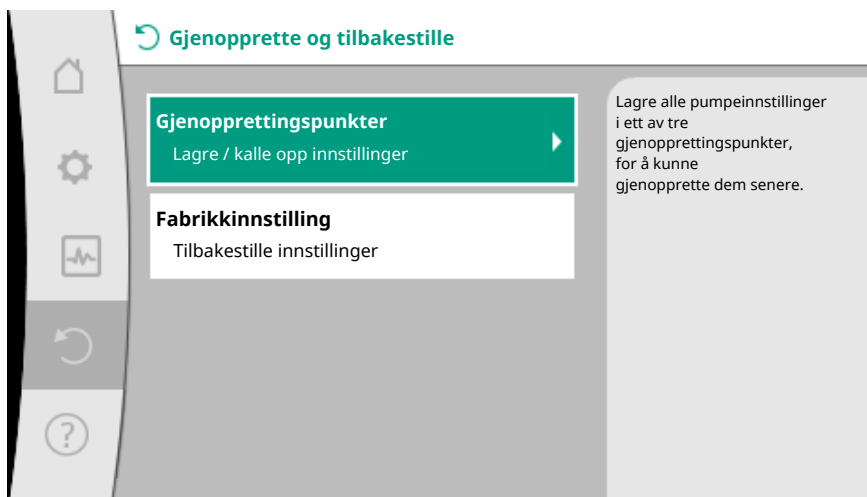 Gjenopprette og tilbakestille
Gjenopprettingspunkter
Lagre / kalle opp innstillinger
Fabrikkinnstilling
Tilbakestille innstillinger
Lagre alle pumpeinnstillinger
i ett av tre
gjenopprettingspunkter,
for å kunne
gjenopprette dem senere.
?